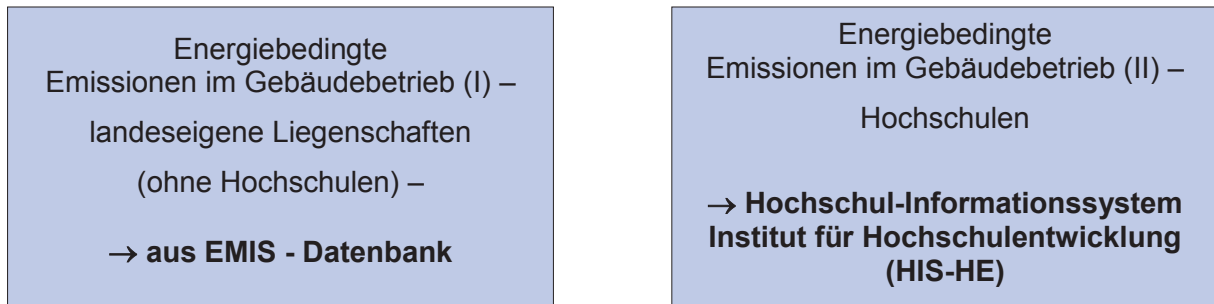 Energiebedingte
Emissionen im Gebäudebetrieb (I) –
landeseigene Liegenschaften
(ohne Hochschulen) –
→ aus EMIS - Datenbank
Energiebedingte
Emissionen im Gebäudebetrieb (II) –
Hochschulen
→ Hochschul-Informationssystem
Institut für Hochschulentwicklung
(HIS-HE)